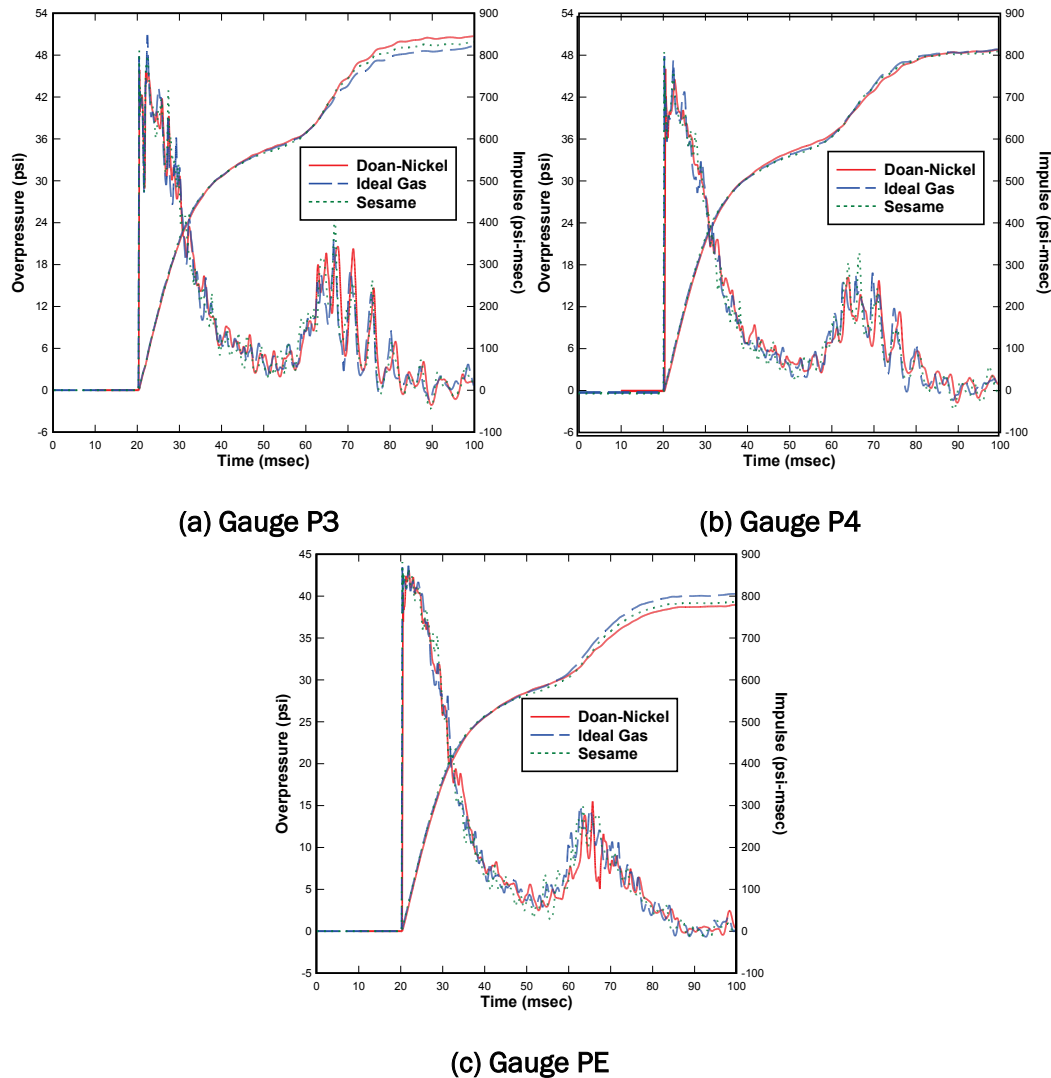 54
48
42
36
30
24
18
12
6
0
-6
Overpressure (psi)
900
800
700
600
500
400
300
200
100
0
-100
Impulse (psi-msec)
Doan-Nickel
Ideal Gas
Sesame
0 10 20 30 40 50 60 70 80 90 100
Time (msec)
(a) Gauge P3
54
48
42
36
30
24
18
12
6
0
-6
Overpressure (psi)
900
800
700
600
500
400
300
200
100
0
-100
Impulse (psi-msec)
Doan-Nickel
Ideal Gas
Sesame
0 10 20 30 40 50 60 70 80 90 100
Time (msec)
(b) Gauge P4
45
40
35
30
25
20
15
10
5
0
-5
Overpressure (psi)
900
800
700
600
500
400
300
200
100
0
-100
Impulse (psi-msec)
Doan-Nickel
Ideal Gas
Sesame
0 10 20 30 40 50 60 70 80 90 100
Time (msec)
(c) Gauge PE